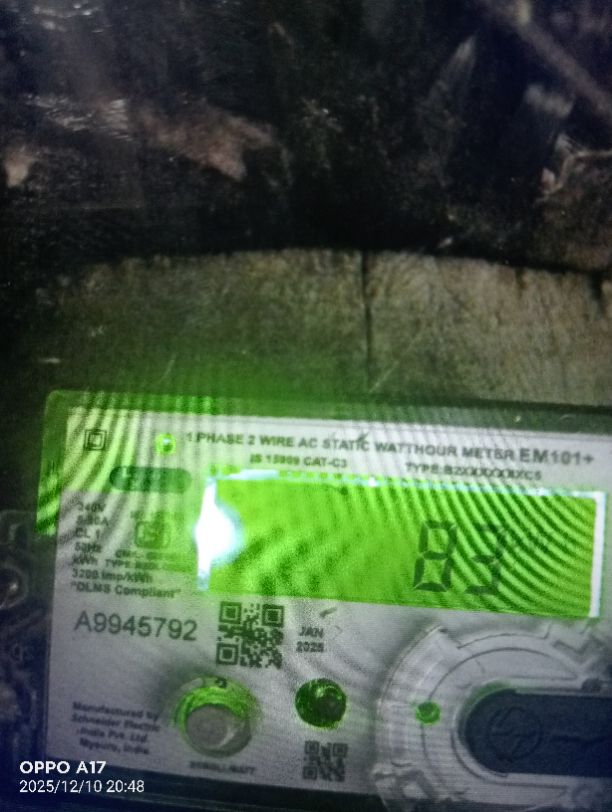 1 PHASE 2 WIRE AC STATIC WATTHOUR METER EM101+
IS 15959 CAT-C3
240V
CL 1
50Hz
kWh
3200 imp/kWh
"DLMS Compliant"
83
A9945792
JAN
2025
Manufactured by
Schneider Electric
India Pvt. Ltd.
Mysuru, India.
OPPO A17
2025/12/10 20:48